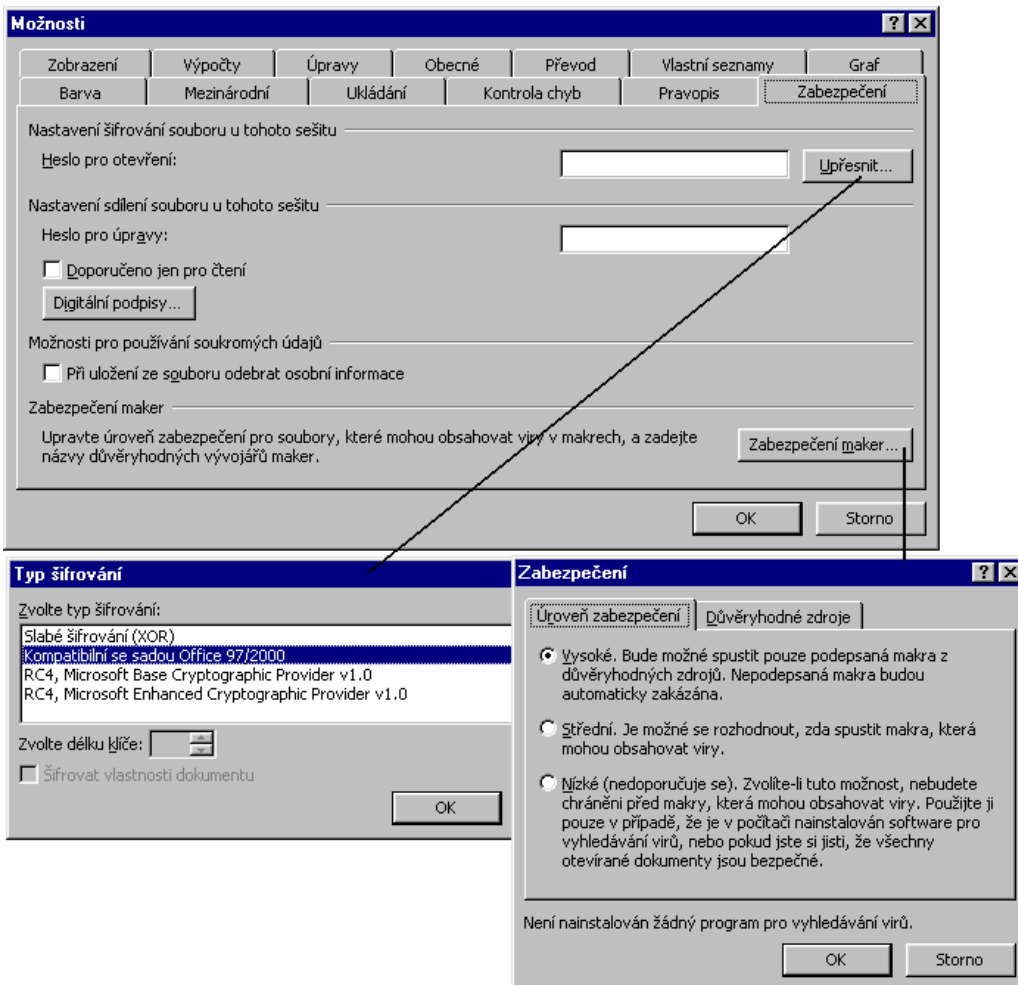 Možnosti
Zobrazení Výpočty Úpravy Obecné Převod Vlastní seznamy Graf
Barva Mezinárodní Ukládání Kontrola chyb Pravopis Zabezpečení
Nastavení šifrování souboru u tohoto sešitu
Heslo pro otevření:
Upřesnit...
Nastavení sdílení souboru u tohoto sešitu
Heslo pro úpravy:
Doporučeno jen pro čtení
Digitální podpisy...
Možnosti pro používání soukromých údajů
Při uložení ze souboru odebrat osobní informace
Zabezpečení maker
Upravte úroveň zabezpečení pro soubory, které mohou obsahovat viry v makrech, a zadejte
názvy důvěryhodných vývojářů maker.
Zabezpečení maker...
OK Storno
Typ šifrování
Zvolte typ šifrování:
Slabé šifrování (XOR)
Kompatibilní se sadou Office 97/2000
RC4, Microsoft Base Cryptographic Provider v1.0
RC4, Microsoft Enhanced Cryptographic Provider v1.0
Zvolte délku klíče:
Šifrovat vlastnosti dokumentu
OK
Zabezpečení
Úroveň zabezpečení Důvěryhodné zdroje
Vysoké. Bude možné spustit pouze podepsaná makra z
důvěryhodných zdrojů. Nepodepsaná makra budou
automaticky zakázána.
Střední. Je možné se rozhodnout, zda spustit makra, která
mohou obsahovat viry.
Nízké (nedoporučuje se). Zvolíte-li tuto možnost, nebudete
chráněni před makry, která mohou obsahovat viry. Použijte ji
pouze v případě, že je v počítači nainstalován software pro
vyhledávání virů, nebo pokud jste si jisti, že všechny
otevírané dokumenty jsou bezpečné.
Není nainstalován žádný program pro vyhledávání virů.
OK Storno